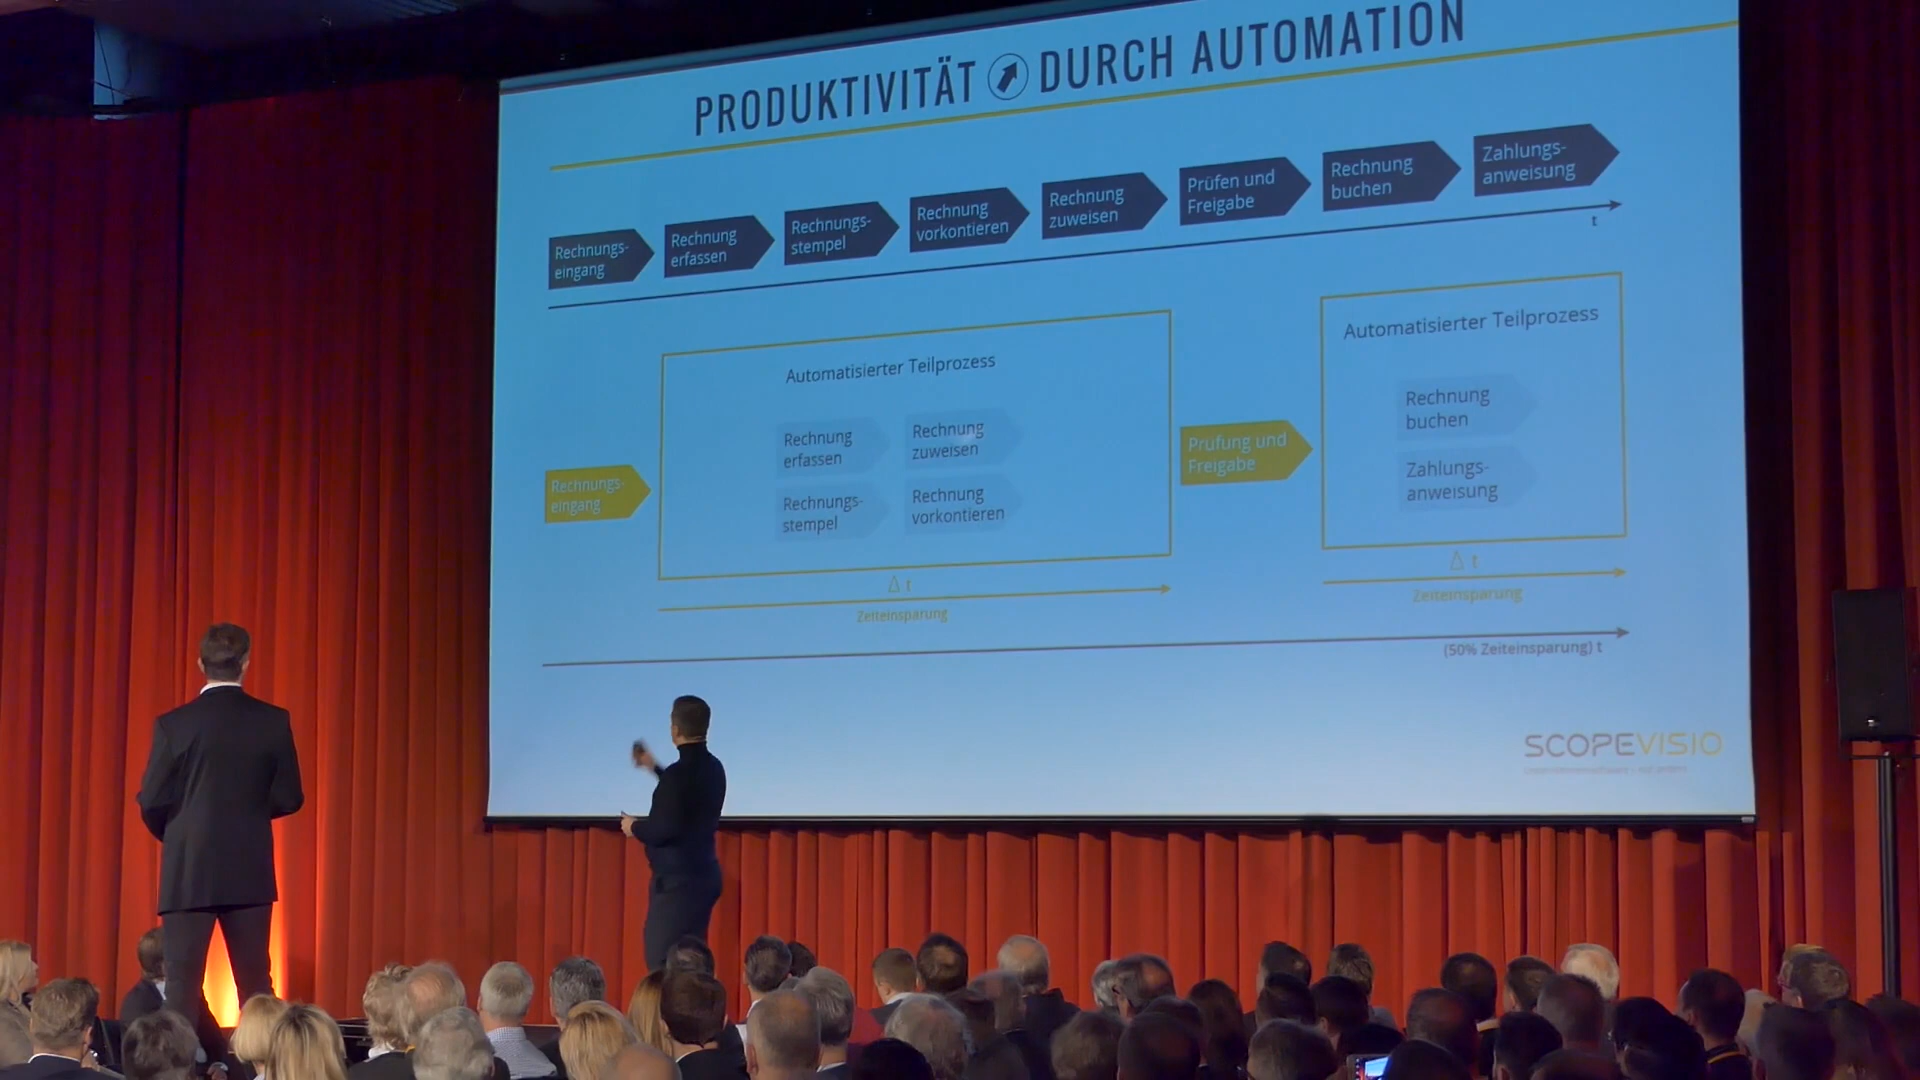 PRODUKTIVITÄT DURCH AUTOMATION
Rechnungs-
eingang
Rechnung
erfassen
Rechnungs-
stempel
Rechnung
vorkontieren
Rechnung
zuweisen
Prüfen und
Freigabe
Rechnung
buchen
Zahlungs-
anweisung
t
Rechnungs-
eingang
Automatisierter Teilprozess
Rechnung
erfassen
Rechnung
zuweisen
Rechnungs-
stempel
Rechnung
vorkontieren
Δ t
Zeiteinsparung
Prüfung und
Freigabe
Automatisierter Teilprozess
Rechnung
buchen
Zahlungs-
anweisung
Δ t
Zeiteinsparung
(50% Zeiteinsparung) t
SCOPEVISIO